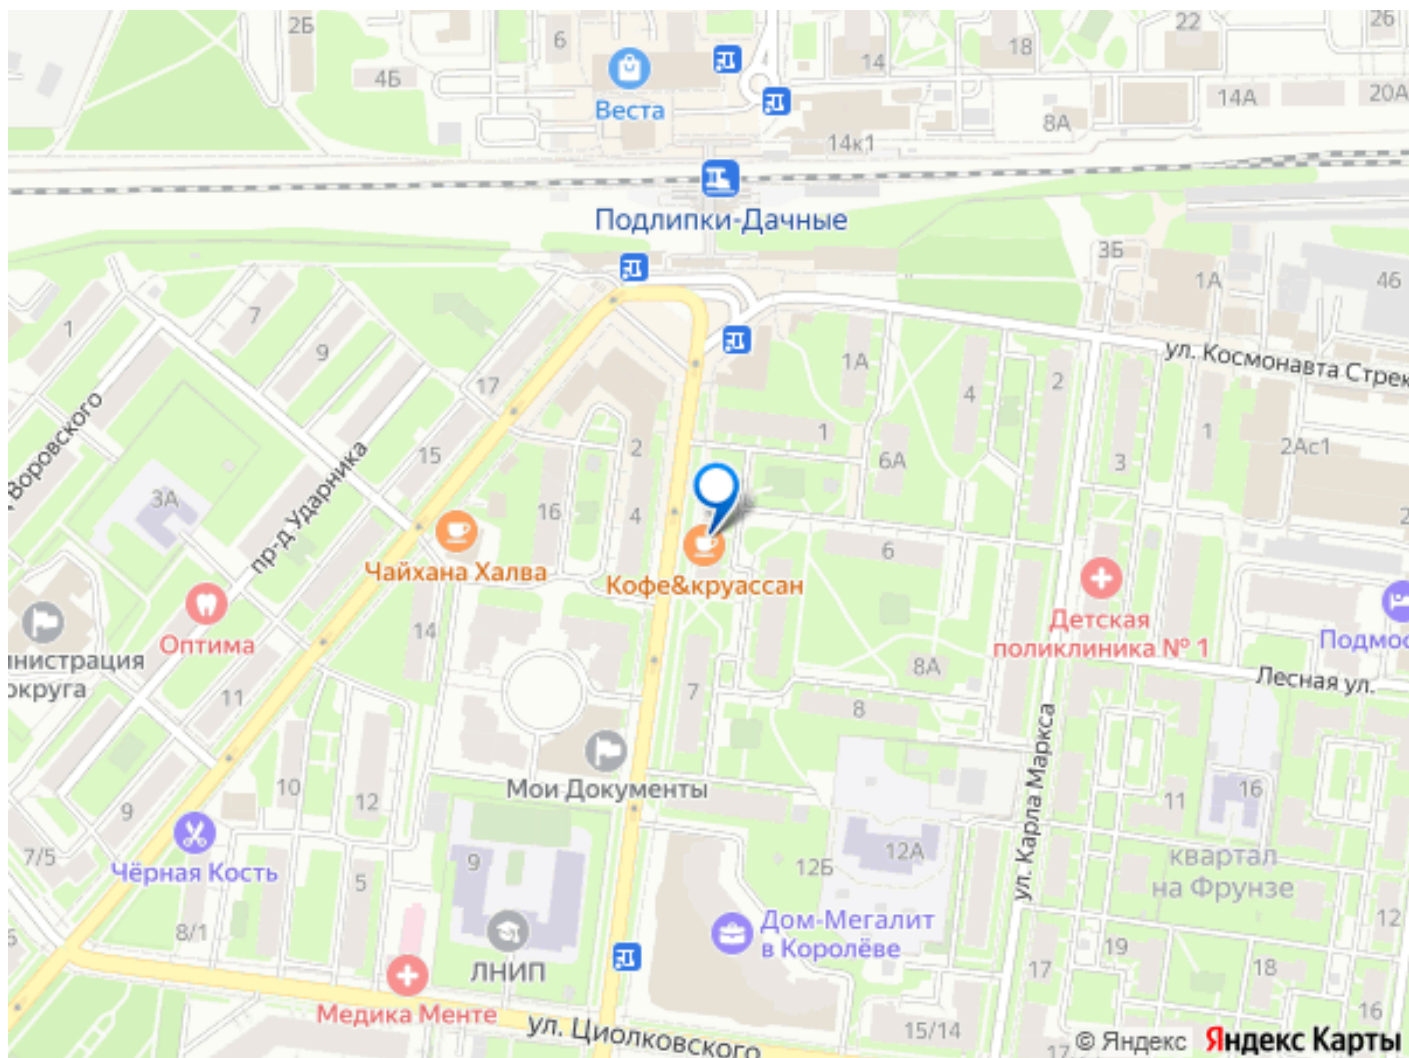 2Б
6
22
26
18
14
4Б
Веста
14А
20А
8А
14к1
Подлипки-Дачные
3Б
1А
46
7
1
9
ул. Космонавта Стрек
1А
17
2
4
Воровского
1
1
2
15
3
2Ас1
6А
пр-д Ударника
3А
16
4
2
6
Чайхана Халва
Кофе&круассан
Детская
поликлиника № 1
Оптима
14
Подмос
инистрация
округа
8А
Лесная ул.
11
7
8
ул. Карла Маркса
Мои Документы
10
12
11
16
9
7/5
Чёрная Кость
9
12Б
12А
квартал
на Фрунзе
5
8/1
Дом-Мегалит
в Королёве
12
19
ЛНИП
17
18
Медика Менте
16
ул. Циолковского
15/14
17
© Яндекс Яндекс Карты